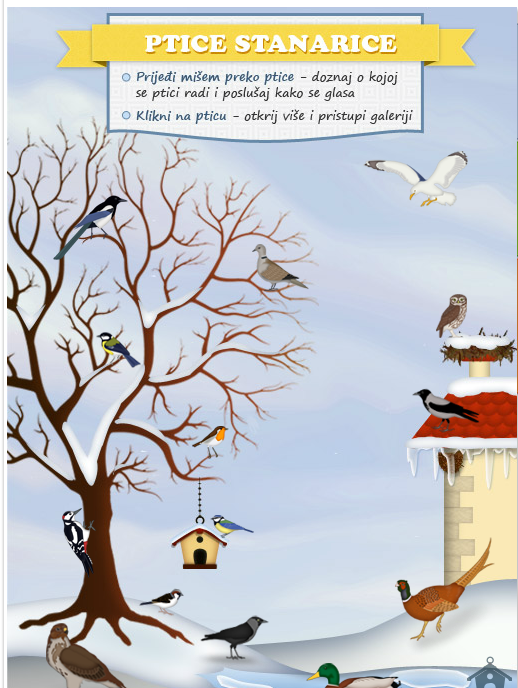 PTICE STANARICE
Prijeđi mišem preko ptice - doznaj o kojoj
se ptici radi i poslušaj kako se glasa
Klikni na pticu - otkrij više i pristupi galeriji